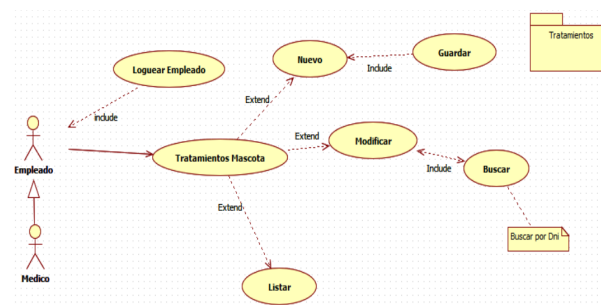 Tratamientos
Guardar
Nuevo
Include
Loguear Empleado
Extend
include
Extend
Modificar
Tratamientos Mascota
Include
Buscar
Empleado
Extend
Buscar por Dni
Medico
Listar